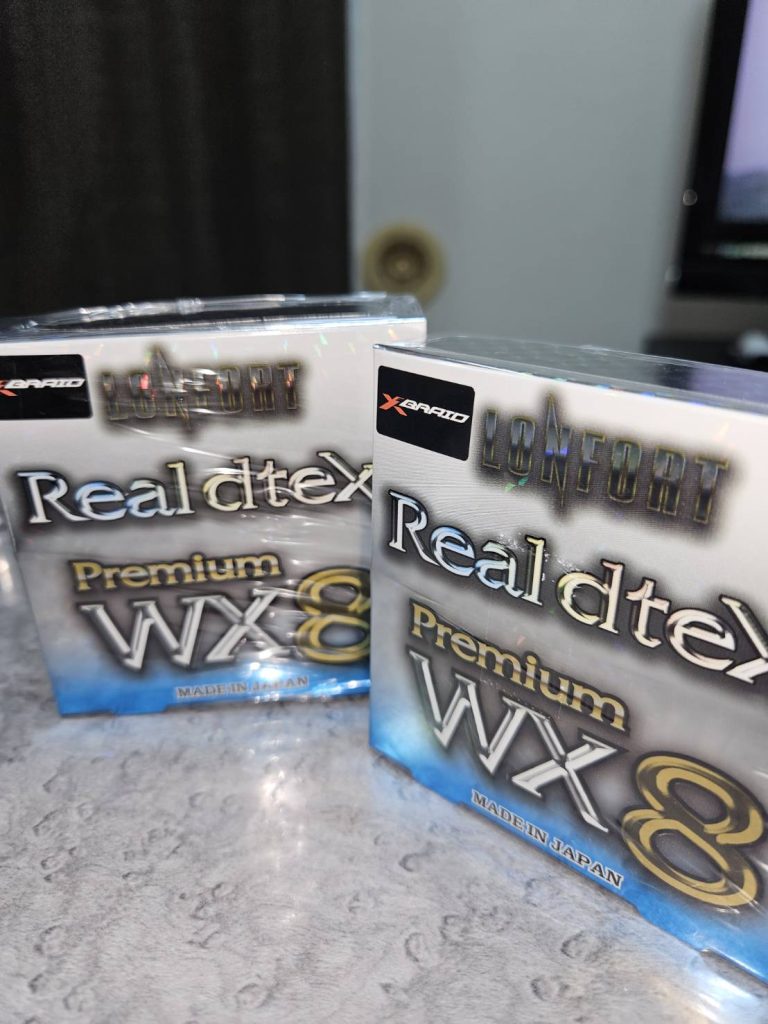 XBRAID
LONFORT
Real dtex
Premium
WX8
MADE IN JAPAN
XBRAID
LONFORT
Real dtex
Premium
WX8
MADE IN JAPAN